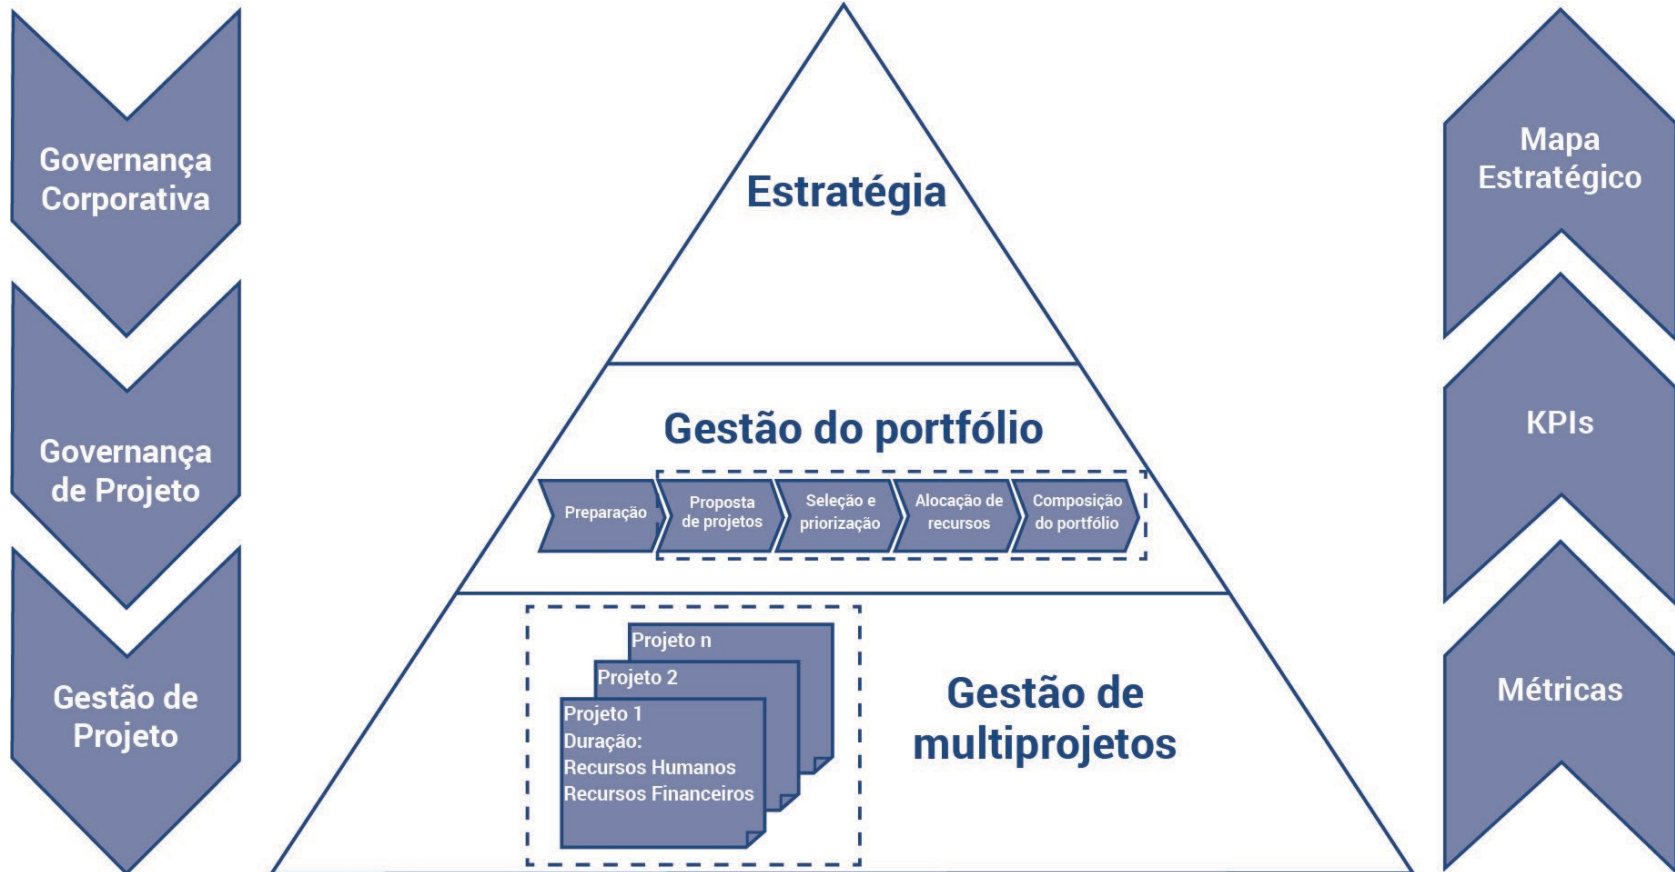 Governança
Corporativa
Governança
de Projeto
Gestão de
Projeto
Estratégia
Gestão do portfólio
Preparação
Proposta
de projetos
Seleção e
priorização
Alocação de
recursos
Composição
do portfólio
Projeto n
Projeto 2
Projeto 1
Duração:
Recursos Humanos
Recursos Financeiros
Gestão de
multiprojetos
Mapa
Estratégico
KPIs
Métricas